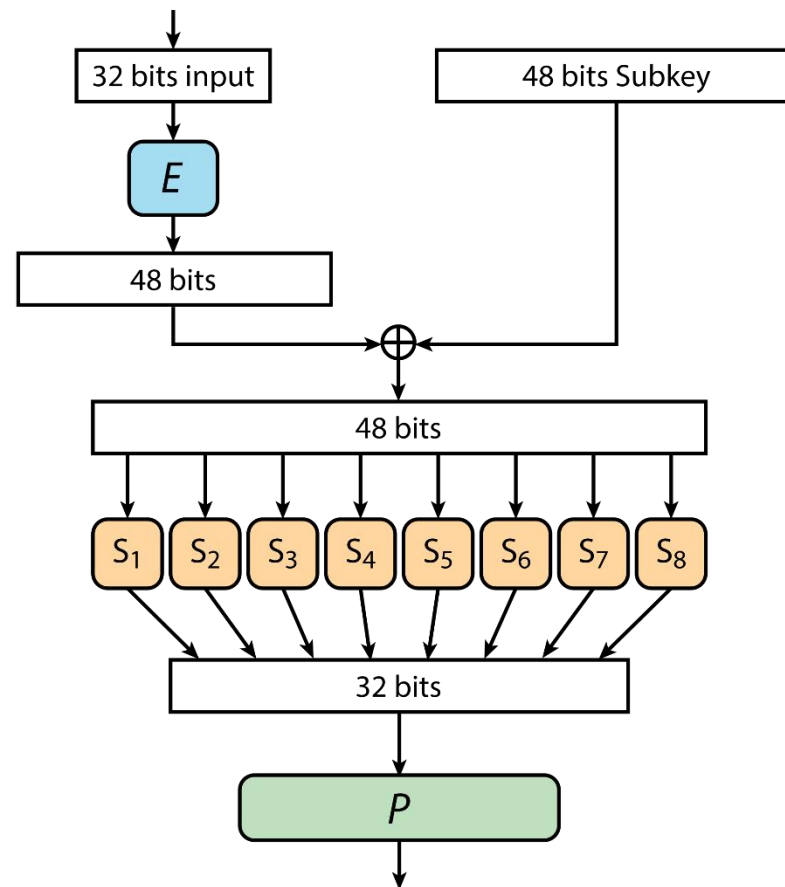 32 bits input
48 bits Subkey
E
48 bits
48 bits
S₁ S₂ S₃ S₄ S₅ S₆ S₇ S₈
32 bits
P